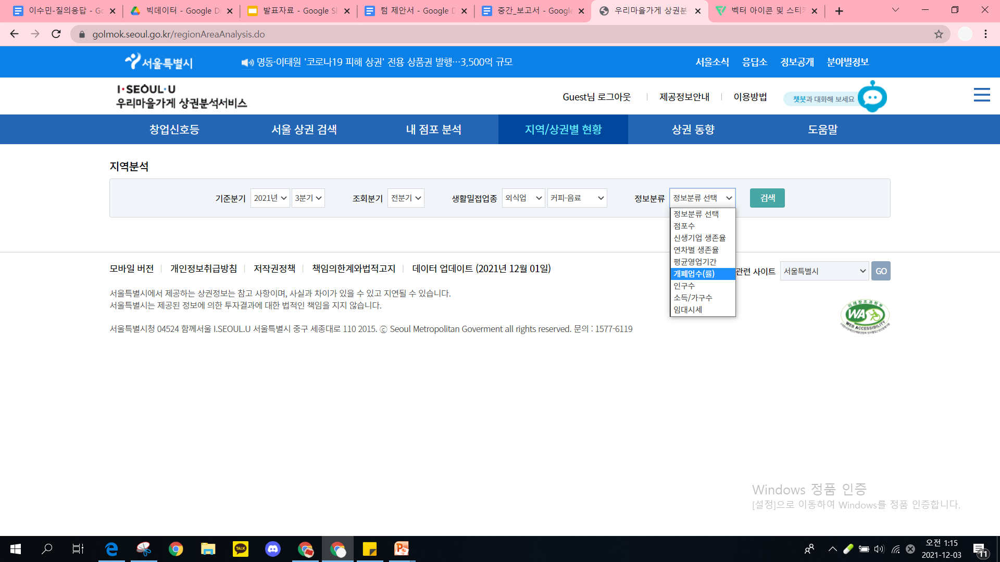 이수민-질의응답 - Go
빅데이터 - Google Dr
발표자료 - Google Sl
텀 제안서 - Google D
중간_보고서 - Google
우리마을가게 상권분
벡터 아이콘 및 스티커
golmok.seoul.go.kr/regionAreaAnalysis.do
서울특별시
명동·이태원 '코로나19 피해 상권' 전용 상품권 발행…3,500억 규모
서울소식 응답소 정보공개 분야별정보
I·SEOUL·U
우리마을가게 상권분석서비스
Guest님 로그아웃 제공정보안내 이용방법
챗봇과 대화해 보세요
창업신호등 서울 상권 검색 내 점포 분석 지역/상권별 현황 상권 동향 도움말
지역분석
기준분기 2021년 3분기 조회분기 전분기 생활밀접업종 외식업 커피-음료 정보분류 정보분류 선택 검색
정보분류 선택
점포수
신생기업 생존율
연차별 생존율
평균영업기간
개폐업수(률)
인구수
소득/가구수
임대시세
모바일 버전 개인정보취급방침 저작권정책 책임의한계와법적고지 데이터 업데이트 (2021년 12월 01일)
관련 사이트 서울특별시 GO
서울특별시에서 제공하는 상권정보는 참고 사항이며, 사실과 차이가 있을 수 있고 지연될 수 있습니다.
서울특별시는 제공된 정보에 의한 투자결과에 대한 법적인 책임을 지지 않습니다.
서울특별시청 04524 함께서울 I.SEOUL.U 서울특별시 중구 세종대로 110 2015. ⓒ Seoul Metropolitan Goverment all rights reserved. 문의 : 1577-6119
미래창조과학부
WA
WEB ACCESSIBILITY
Windows 정품 인증
[설정]으로 이동하여 Windows를 정품 인증합니다.
TALK
오전 1:15
2021-12-03
11